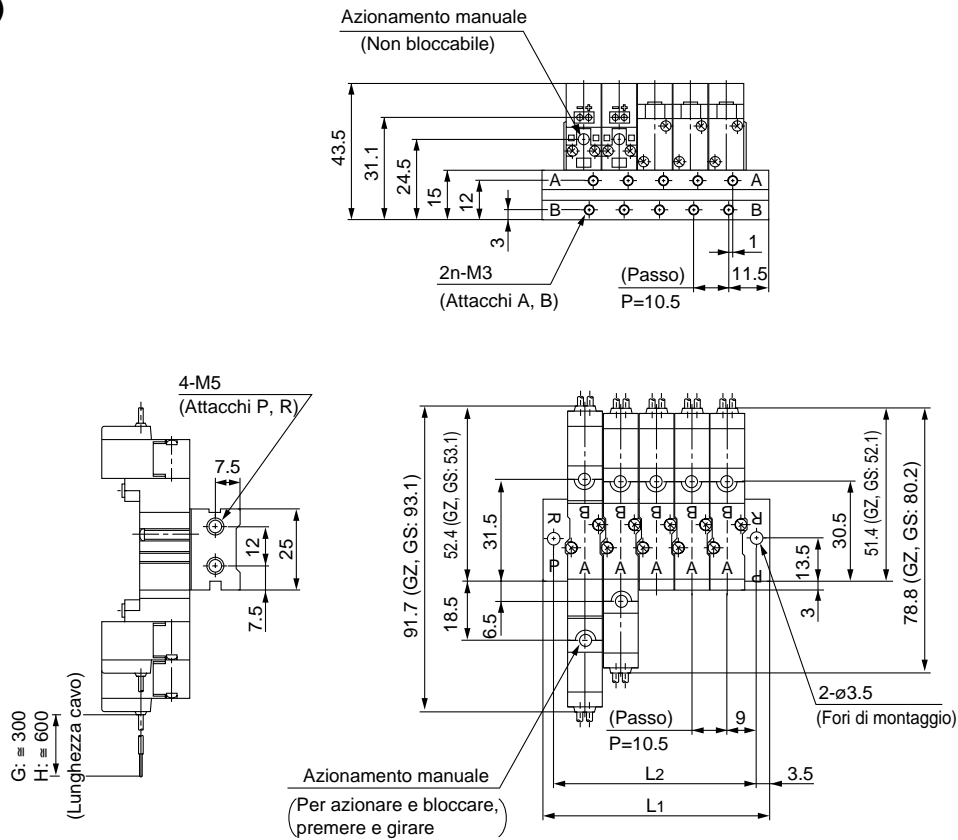 )
Azionamento manuale
(Non bloccabile)
43.5
31.1
24.5
15
12
3
A
A
B
B
1
11.5
2n-M3
(Attacchi A, B)
(Passo)
P=10.5
4-M5
(Attacchi P, R)
7.5
12
25
7.5
G: ≅ 300
H: ≅ 600
(Lunghezza cavo)
91.7 (GZ, GS: 93.1)
52.4 (GZ, GS: 53.1)
31.5
18.5
6.5
R
P
B
B
B
B
B
A
A
A
A
A
R
P
13.5
3
30.5
51.4 (GZ, GS: 52.1)
78.8 (GZ, GS: 80.2)
2-ø3.5
(Fori di montaggio)
(Passo)
P=10.5
9
Azionamento manuale
(Per azionare e bloccare,
premere e girare)
L2
3.5
L1